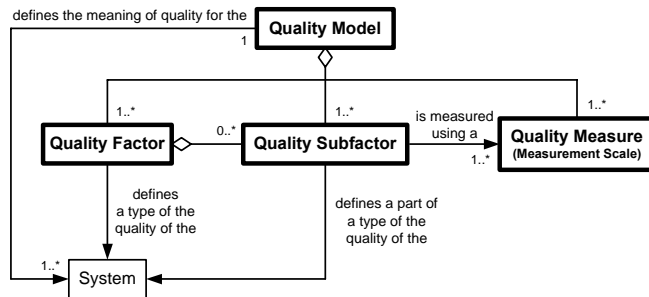 defines the meaning of quality for the
Quality Model
1
1..*
1..*
1..*
Quality Factor
0..*
Quality Subfactor
is measured
using a
1..*
Quality Measure
(Measurement Scale)
defines
a type of the
quality of the
defines a part of
a type of the
quality of the
1..*
System